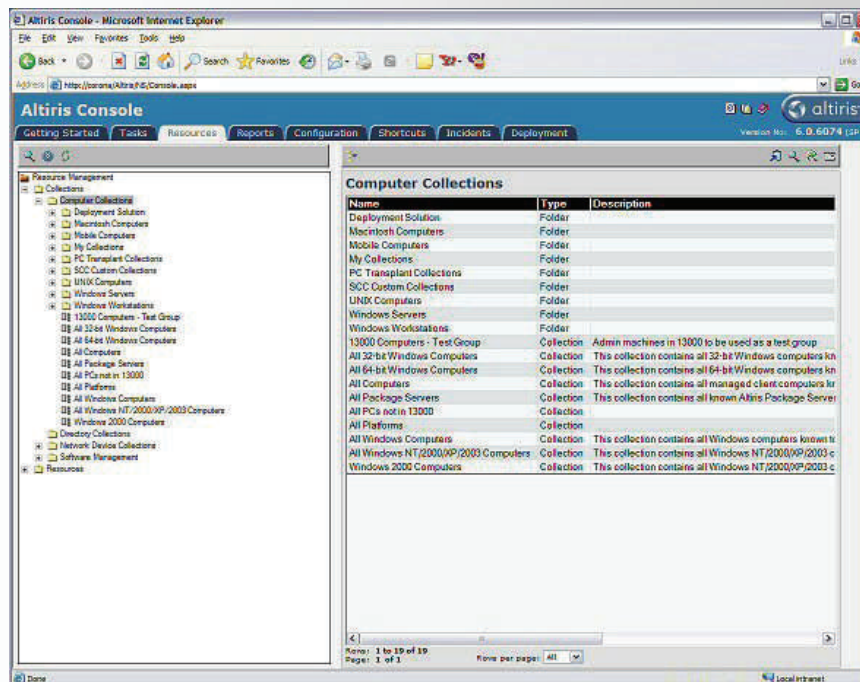 Altiris Console - Microsoft Internet Explorer
File Edit View Favorites Tools Help
Back Search Favorites
Links
Address http://corona/Altiris/NS/Console.aspx Go
Altiris Console
altiris
Getting Started Tasks Resources Reports Configuration Shortcuts Incidents Deployment
Version No: 6.0.6074 (SP
Resource Management
Collections
Computer Collections
Deployment Solution
Macintosh Computers
Mobile Computers
My Collections
PC Transplant Collections
SCC Custom Collections
UNIX Computers
Windows Servers
Windows Workstations
13000 Computers - Test Group
All 32-bit Windows Computers
All 64-bit Windows Computers
All Computers
All Package Servers
All PCs not in 13000
All Platforms
All Windows Computers
All Windows NT/2000/XP/2003 Computers
Windows 2000 Computers
Directory Collections
Network Device Collections
Software Management
Resources
Computer Collections
Name Type Description
Deployment Solution Folder
Macintosh Computers Folder
Mobile Computers Folder
My Collections Folder
PC Transplant Collections Folder
SCC Custom Collections Folder
UNIX Computers Folder
Windows Servers Folder
Windows Workstations Folder
13000 Computers - Test Group Collection Admin machines in 13000 to be used as a test group
All 32-bit Windows Computers Collection This collection contains all 32-bit Windows computers kn
All 64-bit Windows Computers Collection This collection contains all 64-bit Windows computers kn
All Computers Collection This collection contains all managed client computers kr
All Package Servers Collection This collection contains all known Altiris Package Server
All PCs not in 13000 Collection
All Platforms Collection
All Windows Computers Collection This collection contains all Windows computers known to
All Windows NT/2000/XP/2003 Computers Collection This collection contains all Windows NT/2000/XP/2003 c
Windows 2000 Computers Collection This collection contains all Windows NT/2000/XP/2003 c
Rows: 1 to 19 of 19
Page: 1 of 1
Rows per page: All
Done
Local intranet